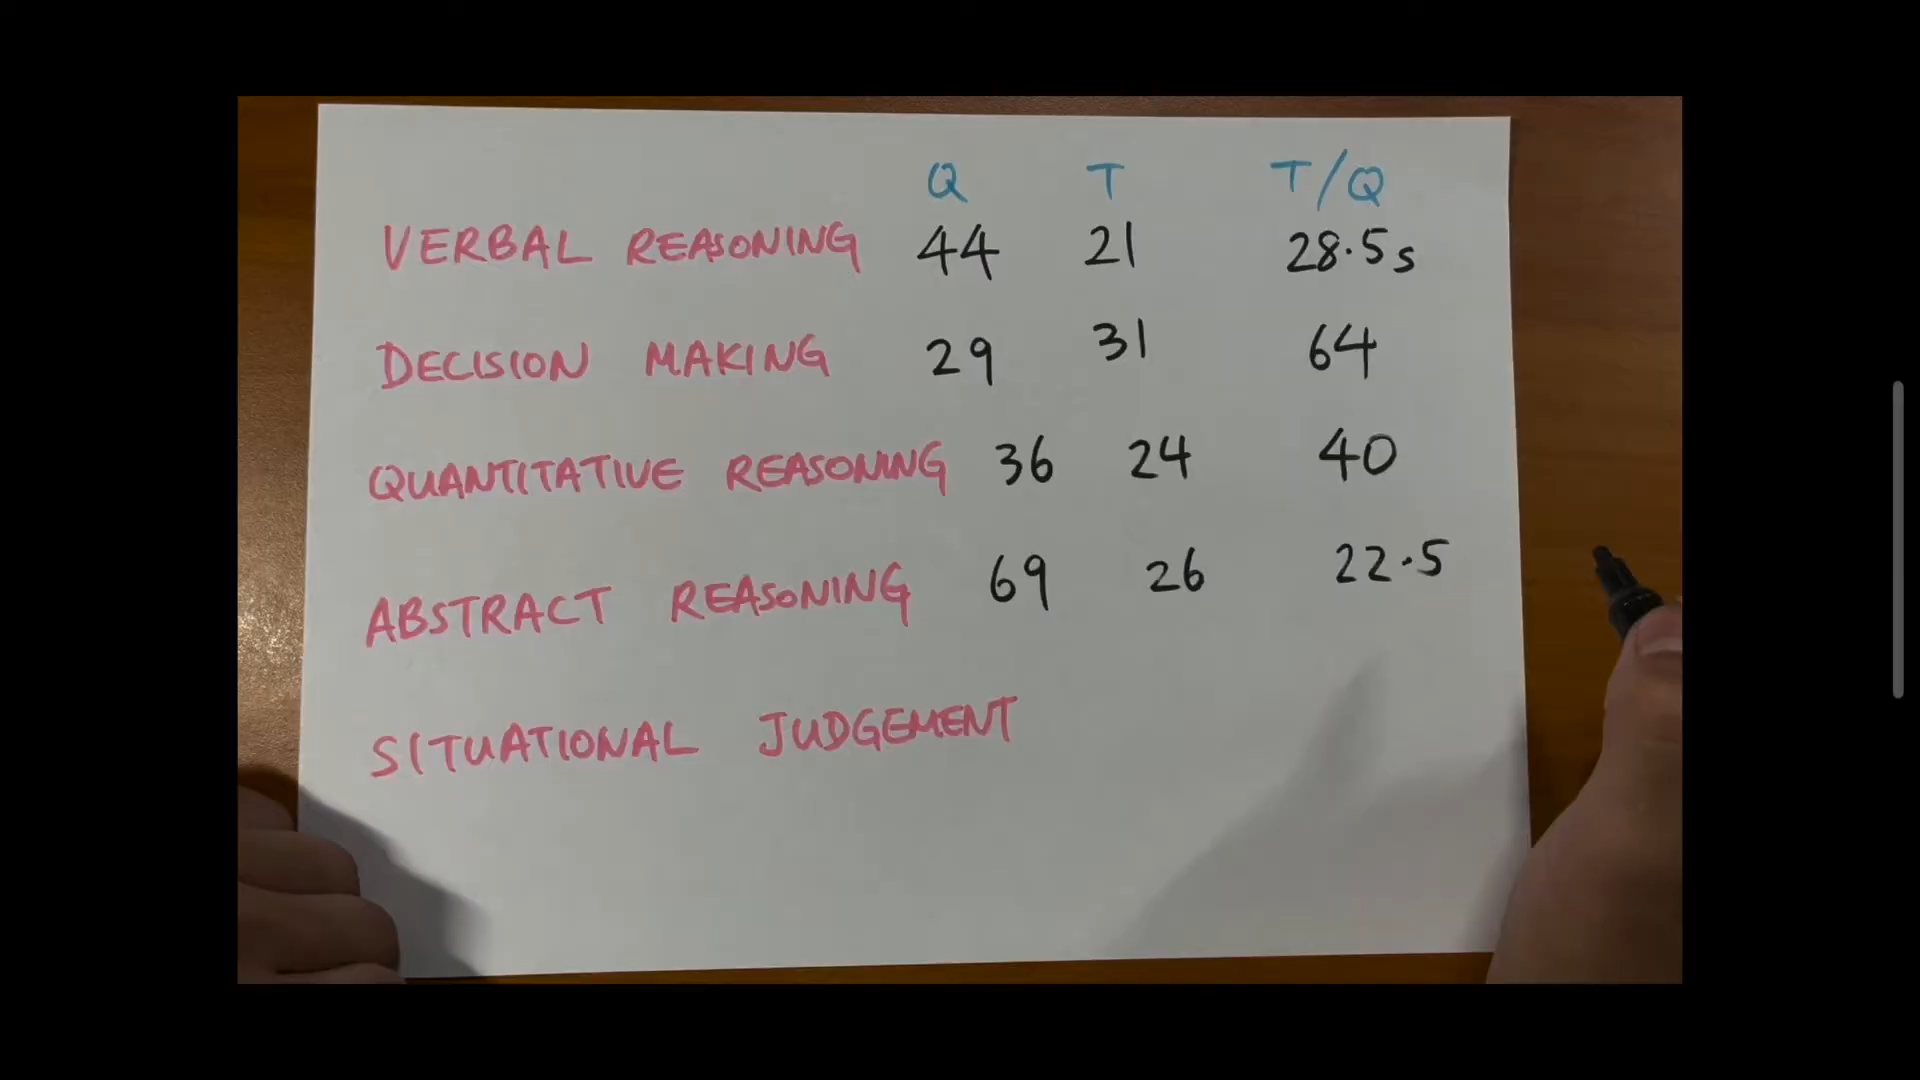 Q T T/Q
VERBAL REASONING 44 21 28.5s
DECISION MAKING 29 31 64
QUANTITATIVE REASONING 36 24 40
ABSTRACT REASONING 69 26 22.5
SITUATIONAL JUDGEMENT